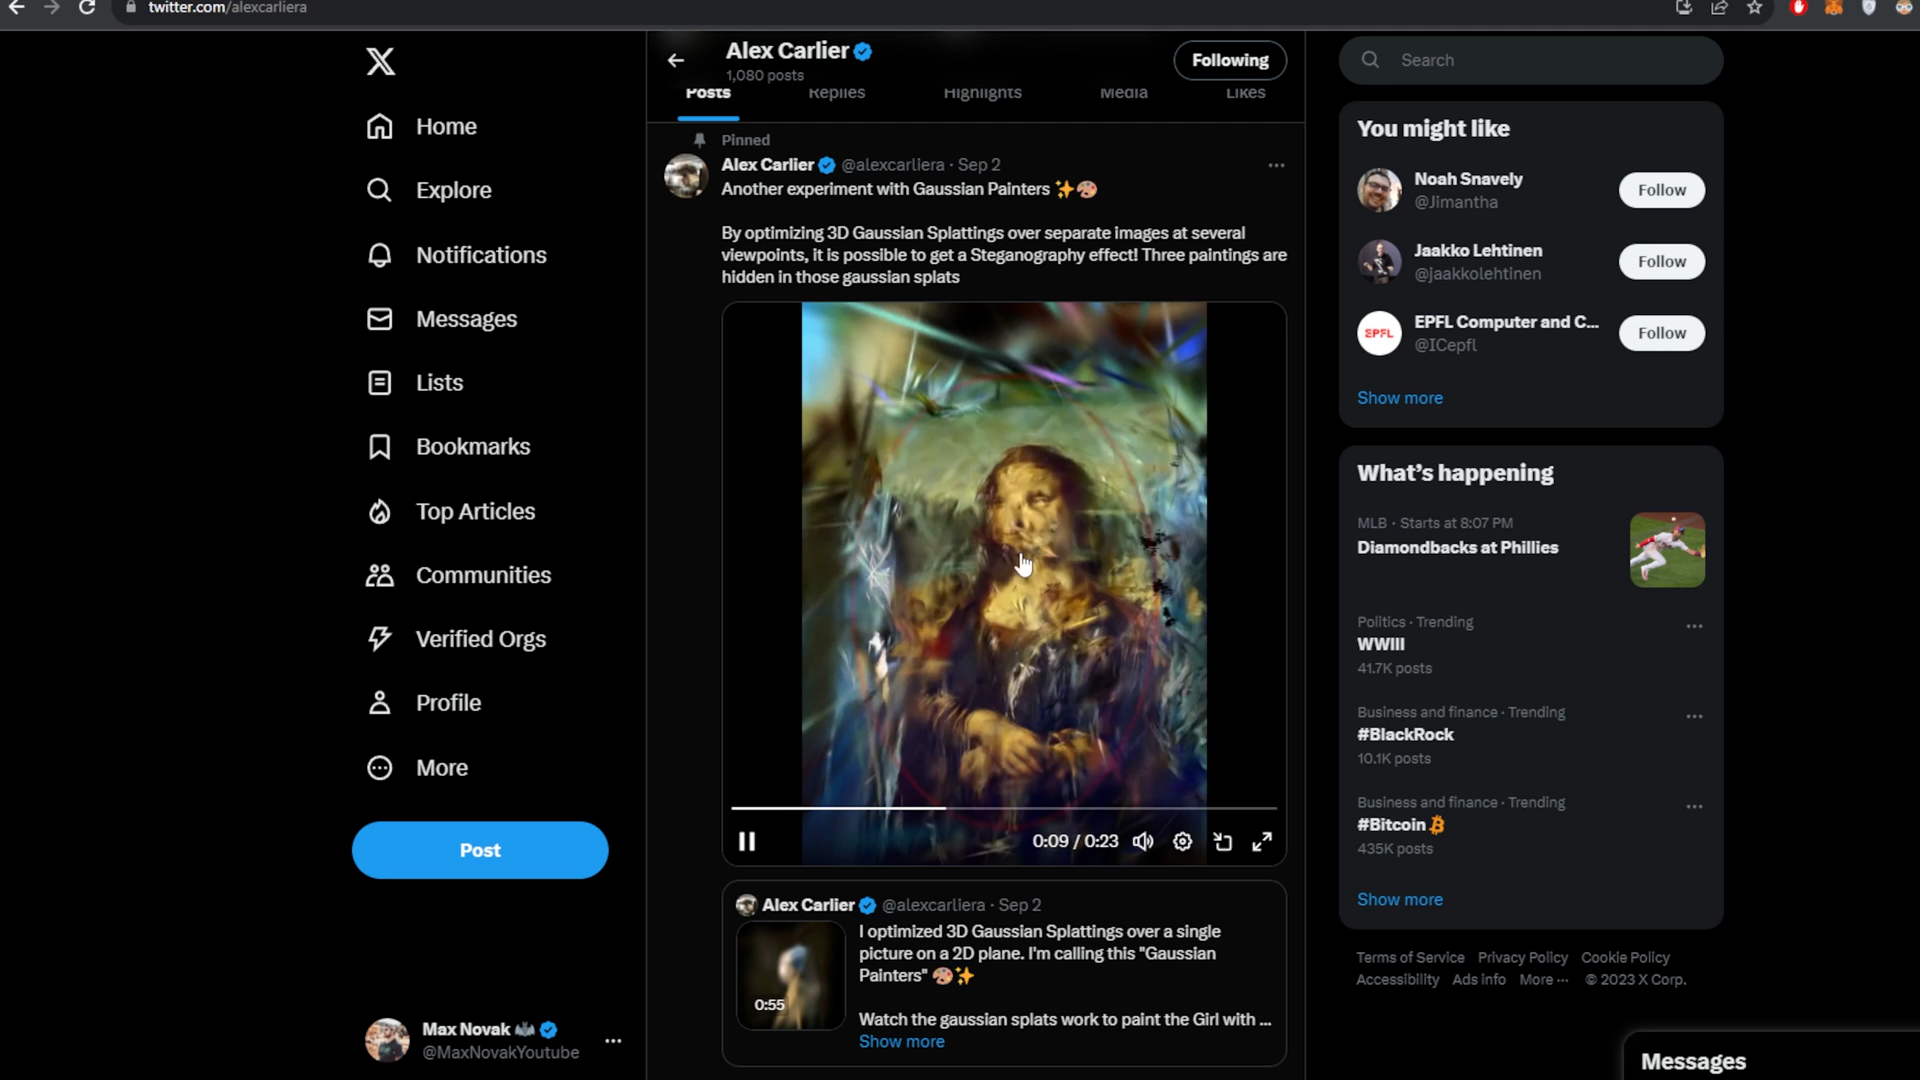 twitter.com/alexcarliera
Home
Explore
Notifications
Messages
Lists
Bookmarks
Top Articles
Communities
Verified Orgs
Profile
More
Post
Max Novak
@MaxNovakYoutube
Alex Carlier
1,080 posts
Following
Posts
Replies
Highlights
Media
Likes
Pinned
Alex Carlier @alexcarliera · Sep 2
Another experiment with Gaussian Painters ✨🎨
By optimizing 3D Gaussian Splattings over separate images at several
viewpoints, it is possible to get a Steganography effect! Three paintings are
hidden in those gaussian splats
0:09 / 0:23
Alex Carlier @alexcarliera · Sep 2
I optimized 3D Gaussian Splattings over a single
picture on a 2D plane. I'm calling this "Gaussian
Painters" 🎨✨
0:55
Watch the gaussian splats work to paint the Girl with ...
Show more
Search
You might like
Noah Snavely
@Jimantha
Follow
Jaakko Lehtinen
@jaakkolehtinen
Follow
EPFL
EPFL Computer and C...
@ICepfl
Follow
Show more
What's happening
MLB · Starts at 8:07 PM
Diamondbacks at Phillies
Politics · Trending
WWIII
41.7K posts
Business and finance · Trending
#BlackRock
10.1K posts
Business and finance · Trending
#Bitcoin
435K posts
Show more
Terms of Service Privacy Policy Cookie Policy
Accessibility Ads info More ··· © 2023 X Corp.
Messages